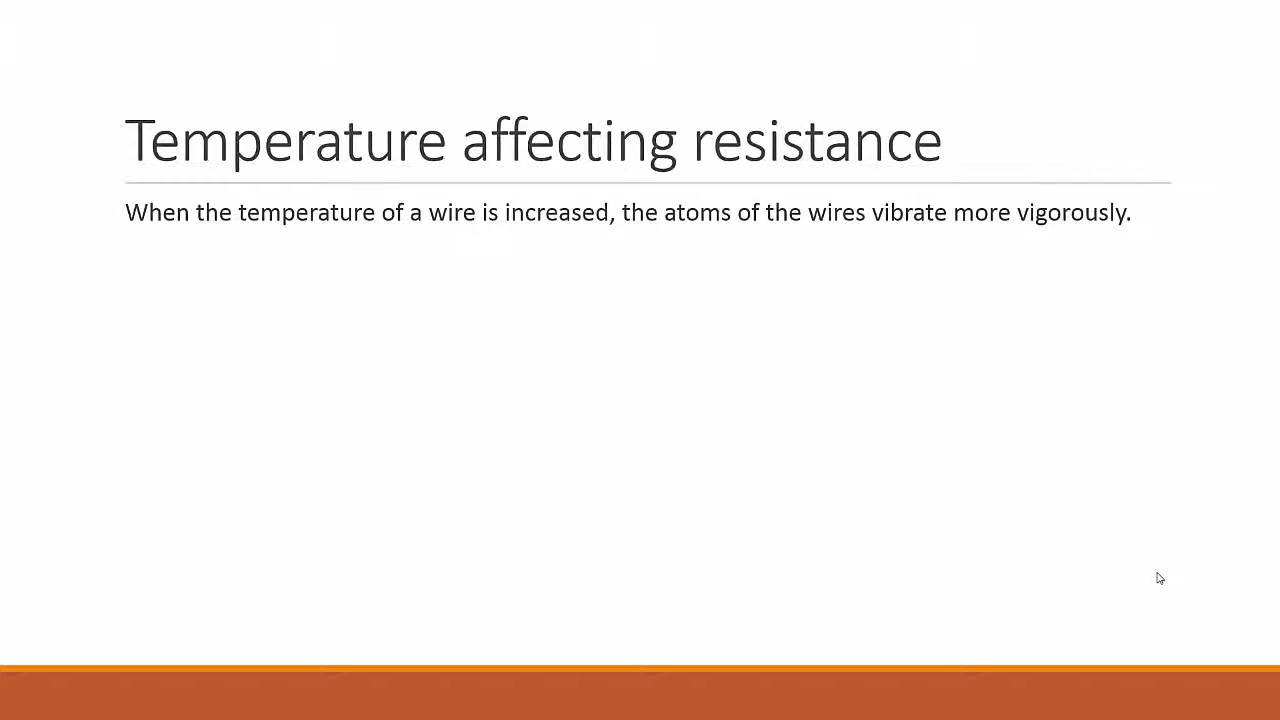 Temperature affecting resistance
When the temperature of a wire is increased, the atoms of the wires vibrate more vigorously.